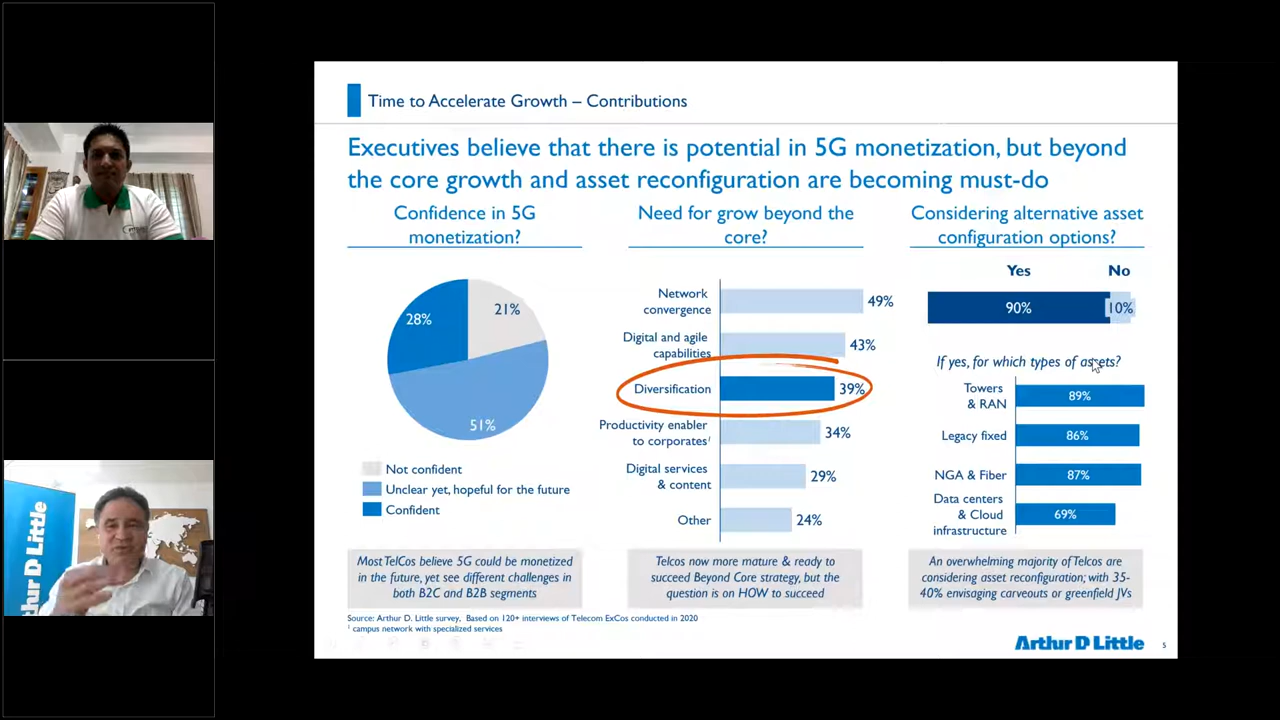 Time to Accelerate Growth – Contributions
Executives believe that there is potential in 5G monetization, but beyond
the core growth and asset reconfiguration are becoming must-do
Confidence in 5G
monetization?
28%
21%
51%
Not confident
Unclear yet, hopeful for the future
Confident
Most TelCos believe 5G could be monetized
in the future, yet see different challenges in
both B2C and B2B segments
Need for grow beyond the
core?
Network
convergence
49%
Digital and agile
capabilities
43%
Diversification
39%
Productivity enabler
to corporates¹
34%
Digital services
& content
29%
Other
24%
Telcos now more mature & ready to
succeed Beyond Core strategy, but the
question is on HOW to succeed
Considering alternative asset
configuration options?
Yes
No
90%
10%
If yes, for which types of assets?
Towers
& RAN
89%
Legacy fixed
86%
NGA & Fiber
87%
Data centers
& Cloud
infrastructure
69%
An overwhelming majority of Telcos are
considering asset reconfiguration; with 35-
40% envisaging carveouts or greenfield JVs
Source: Arthur D. Little survey, Based on 120+ interviews of Telecom ExCos conducted in 2020
¹ campus network with specialized services
Arthur D Little
5
thur D Little